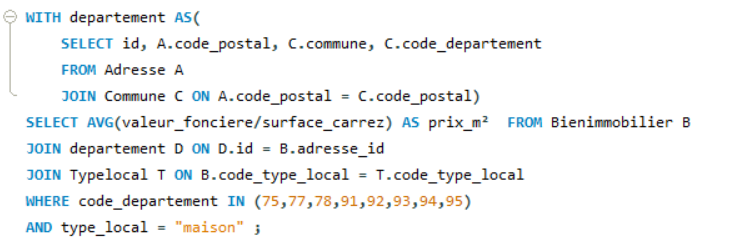 WITH departement AS(
SELECT id, A.code_postal, C.commune, C.code_departement
FROM Adresse A
JOIN Commune C ON A.code_postal = C.code_postal)
SELECT AVG(valeur_fonciere/surface_carrez) AS prix_m² FROM Bienimmobilier B
JOIN departement D ON D.id = B.adresse_id
JOIN Typelocal T ON B.code_type_local = T.code_type_local
WHERE code_departement IN (75,77,78,91,92,93,94,95)
AND type_local = "maison" ;